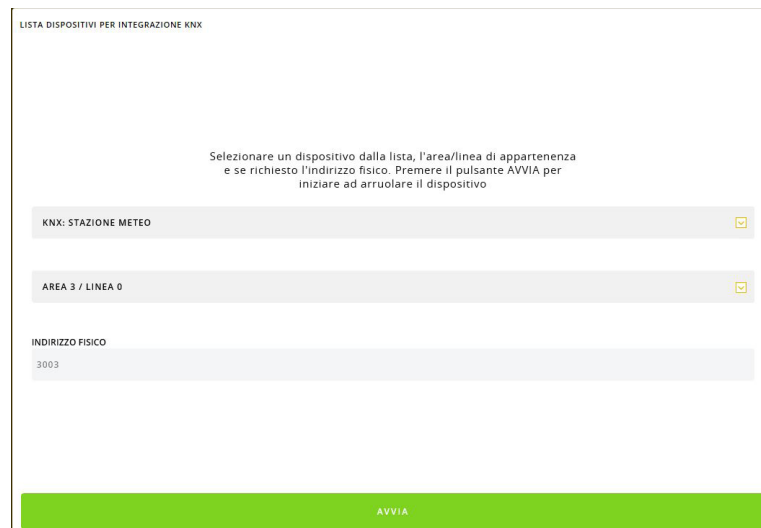 LISTA DISPOSITIVI PER INTEGRAZIONE KNX
Selezionare un dispositivo dalla lista, l'area/linea di appartenenza
e se richiesto l'indirizzo fisico. Premere il pulsante AVVIA per
iniziare ad arruolare il dispositivo
KNX: STAZIONE METEO
AREA 3 / LINEA 0
INDIRIZZO FISICO
3003
AVVIA